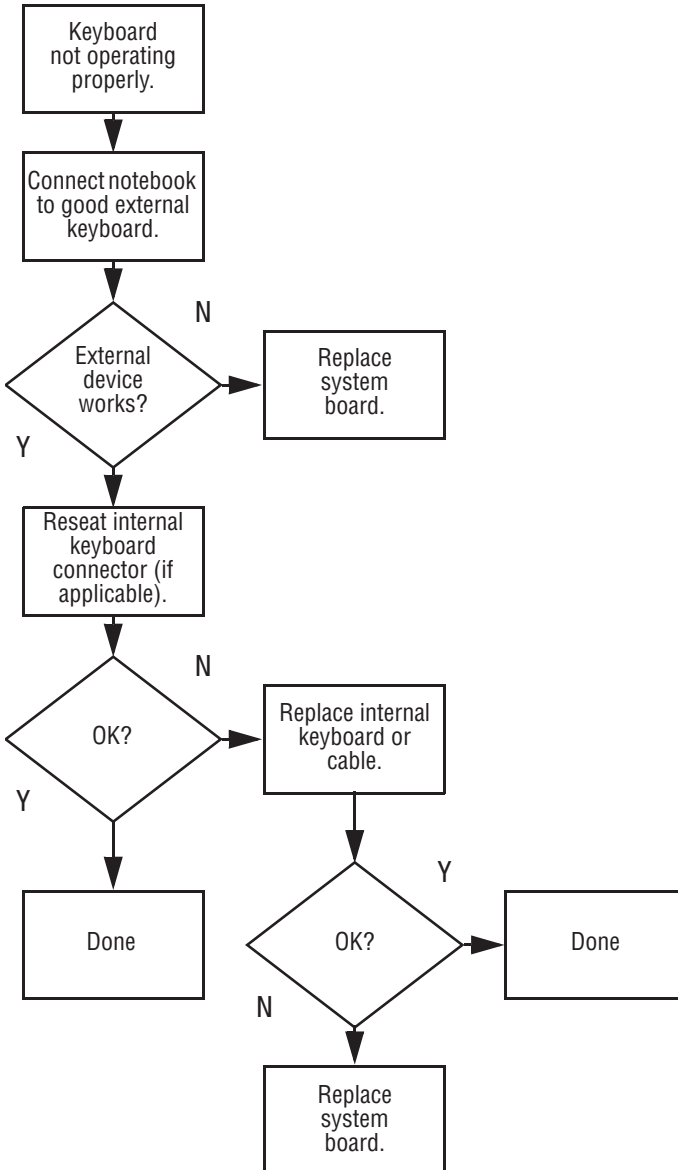 Keyboard
not operating
properly.
Connect notebook
to good external
keyboard.
N
External
device
works?
Replace
system
board.
Y
Reseat internal
keyboard
connector (if
applicable).
N
OK?
Replace internal
keyboard or
cable.
Y
Y
Done
OK?
Done
N
Replace
system
board.